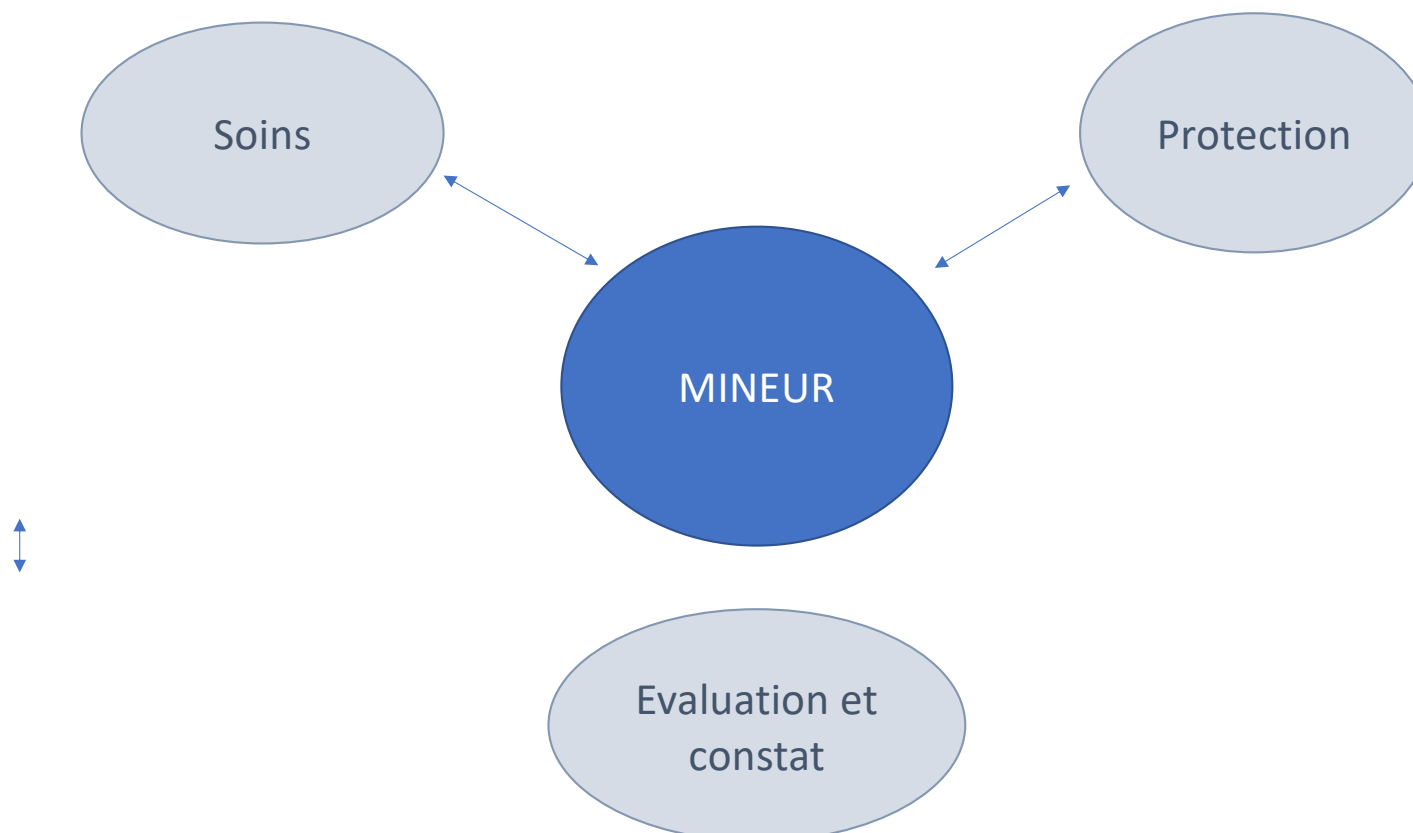 Soins
Protection
MINEUR
Evaluation et
constat